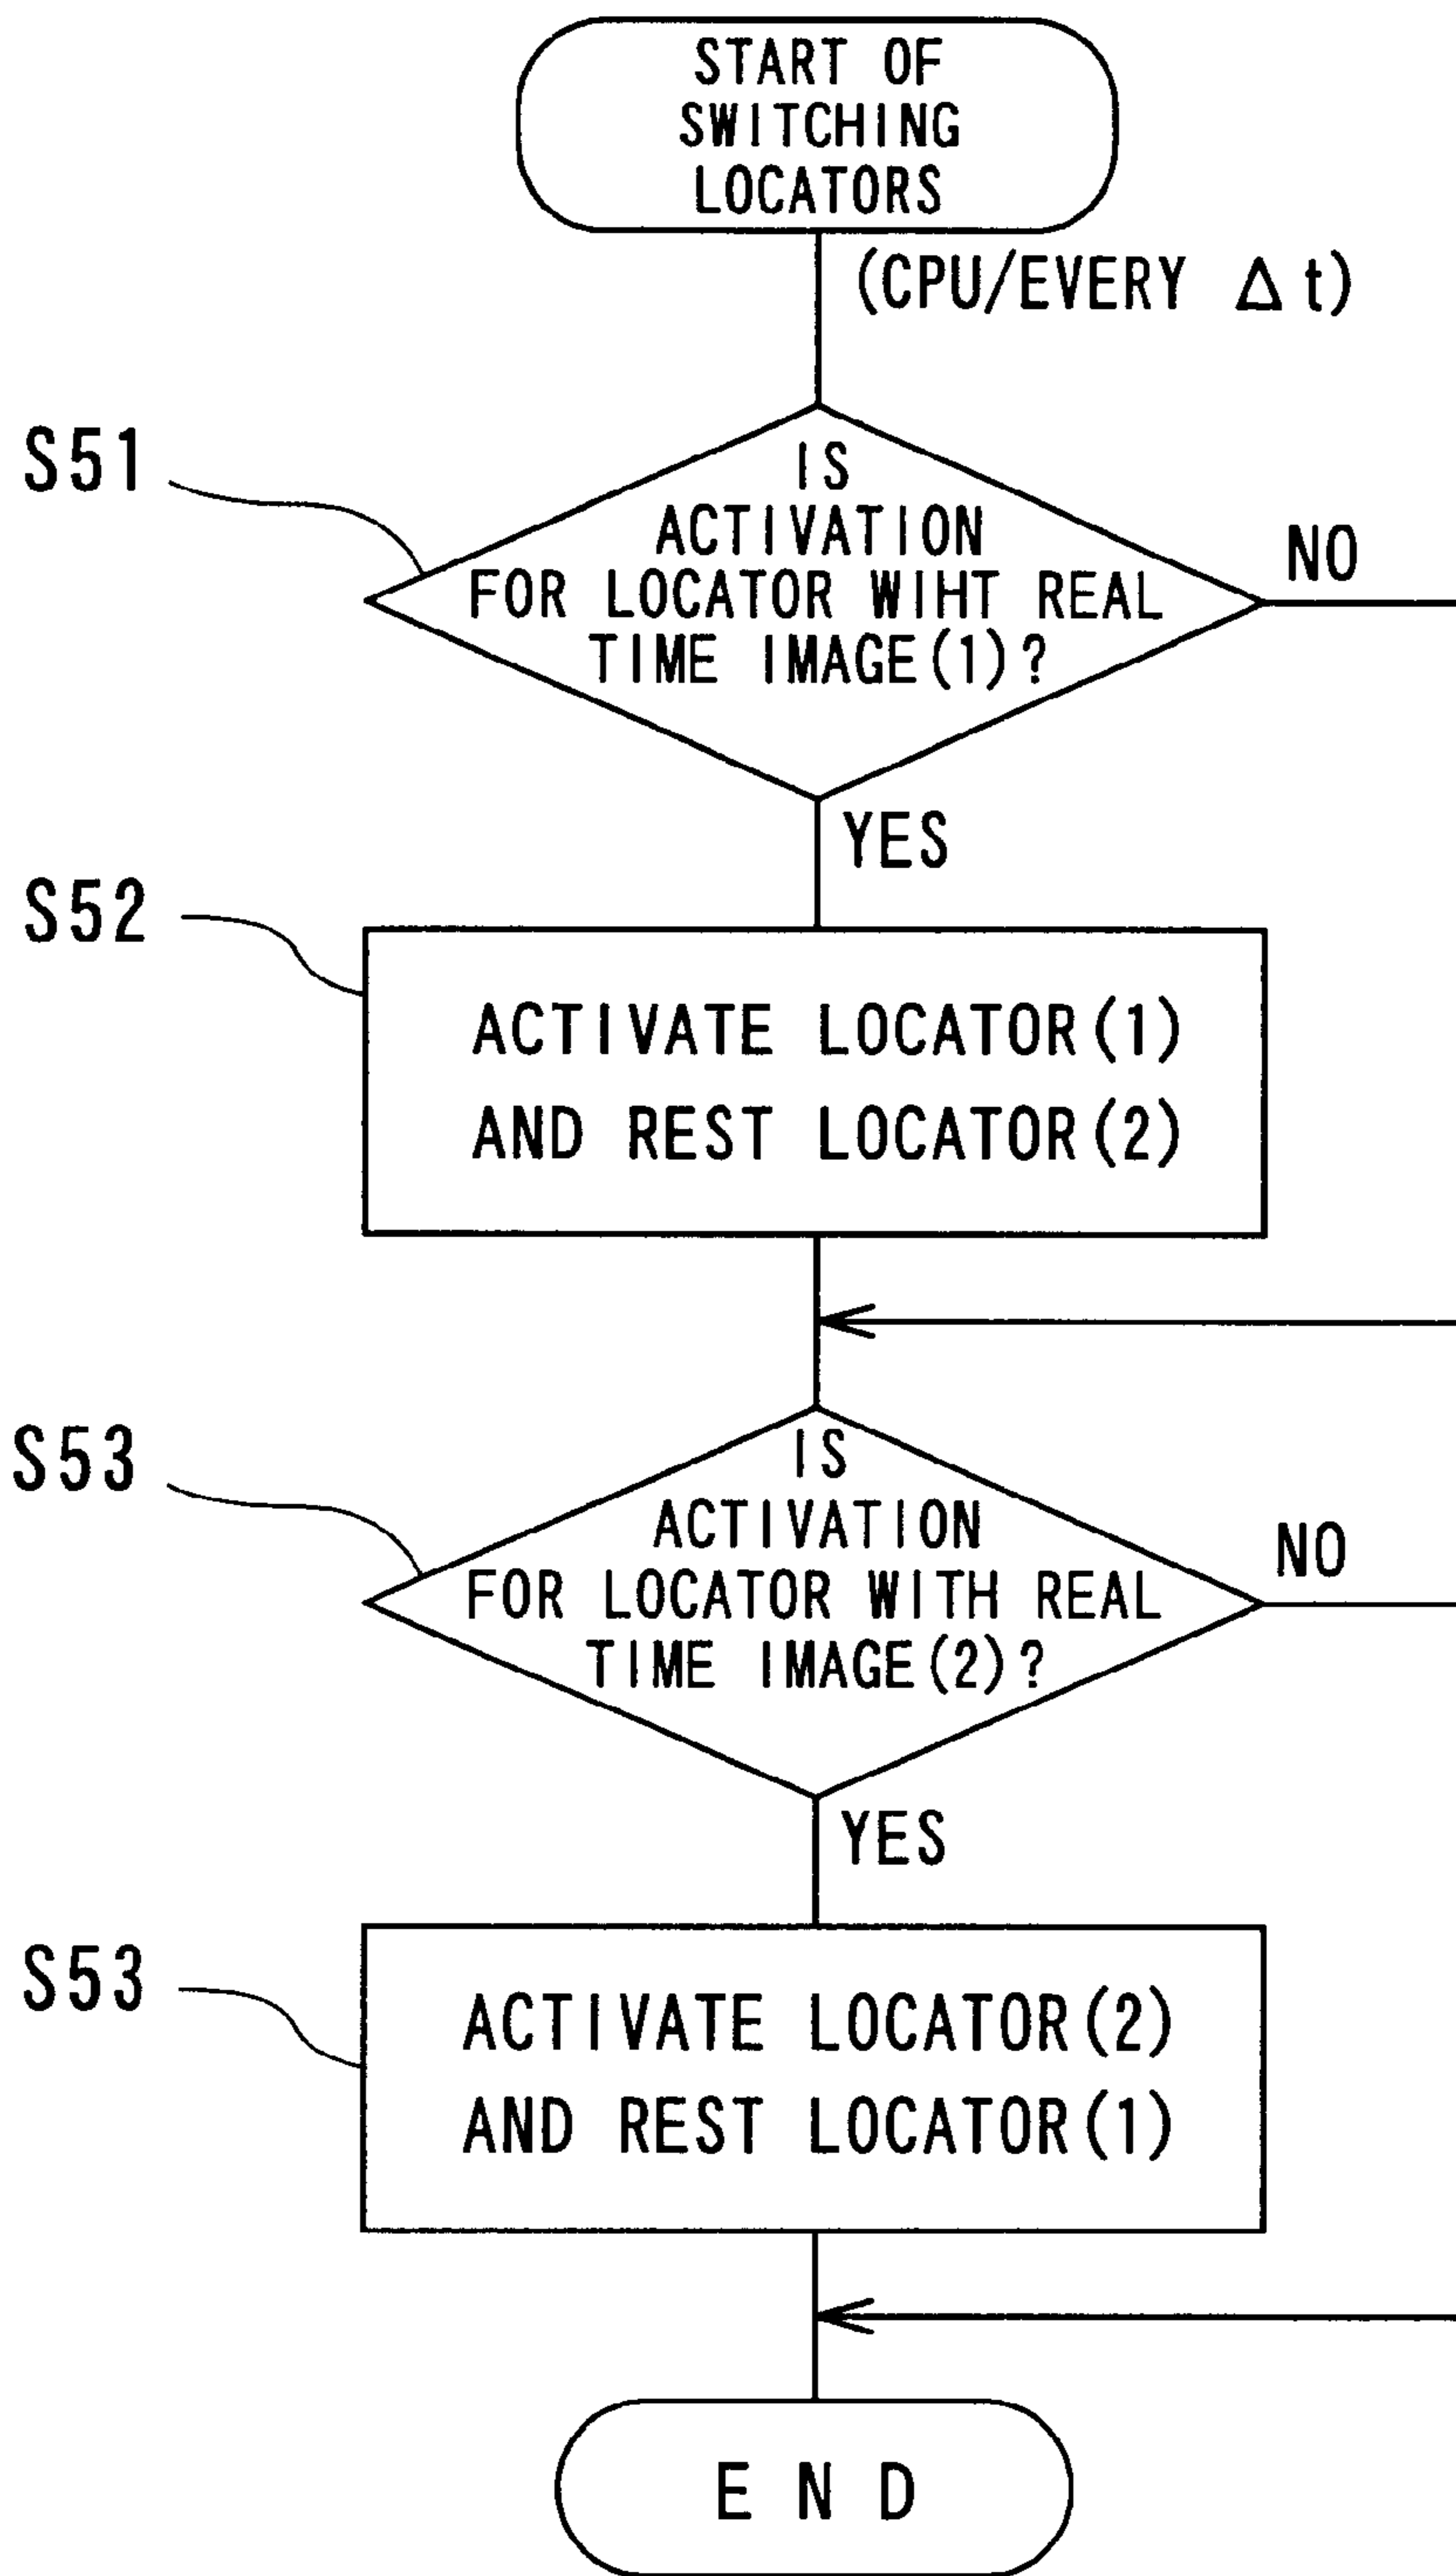 START OF
SWITCHING
LOCATORS
(CPU/EVERY Δt)
S51
IS
ACTIVATION
FOR LOCATOR WIHT REAL
TIME IMAGE(1)?
NO
YES
S52
ACTIVATE LOCATOR(1)
AND REST LOCATOR(2)
S53
IS
ACTIVATION
FOR LOCATOR WITH REAL
TIME IMAGE(2)?
NO
YES
S53
ACTIVATE LOCATOR(2)
AND REST LOCATOR(1)
END